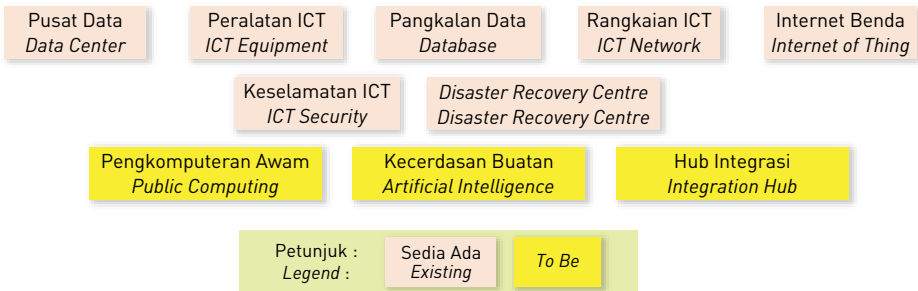 Pusat Data
Data Center
Peralatan ICT
ICT Equipment
Pangkalan Data
Database
Rangkaian ICT
ICT Network
Internet Benda
Internet of Thing
Keselamatan ICT
ICT Security
Disaster Recovery Centre
Disaster Recovery Centre
Pengkomputeran Awam
Public Computing
Kecerdasan Buatan
Artificial Intelligence
Hub Integrasi
Integration Hub
Petunjuk :
Legend :
Sedia Ada
Existing
To Be